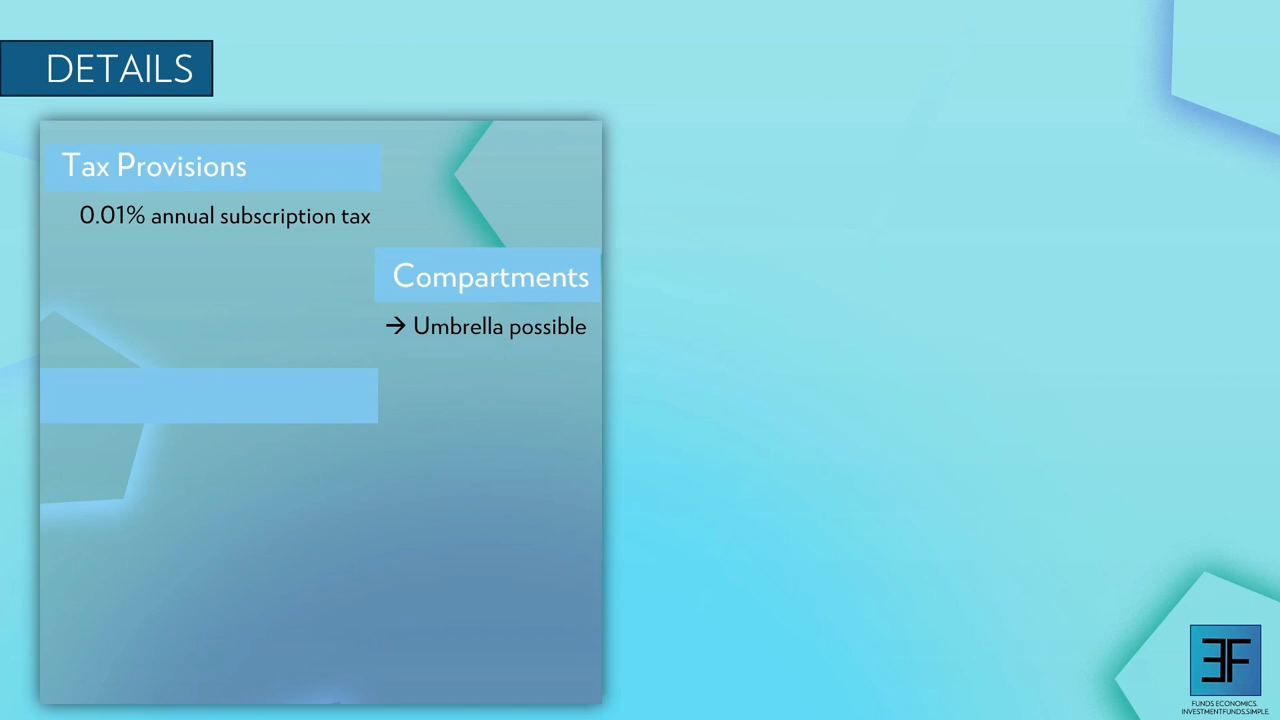 DETAILS
Tax Provisions
0.01% annual subscription tax
Compartments
→ Umbrella possible
FUNDS ECONOMICS.
INVESTMENTFUNDS.SIMPLE.